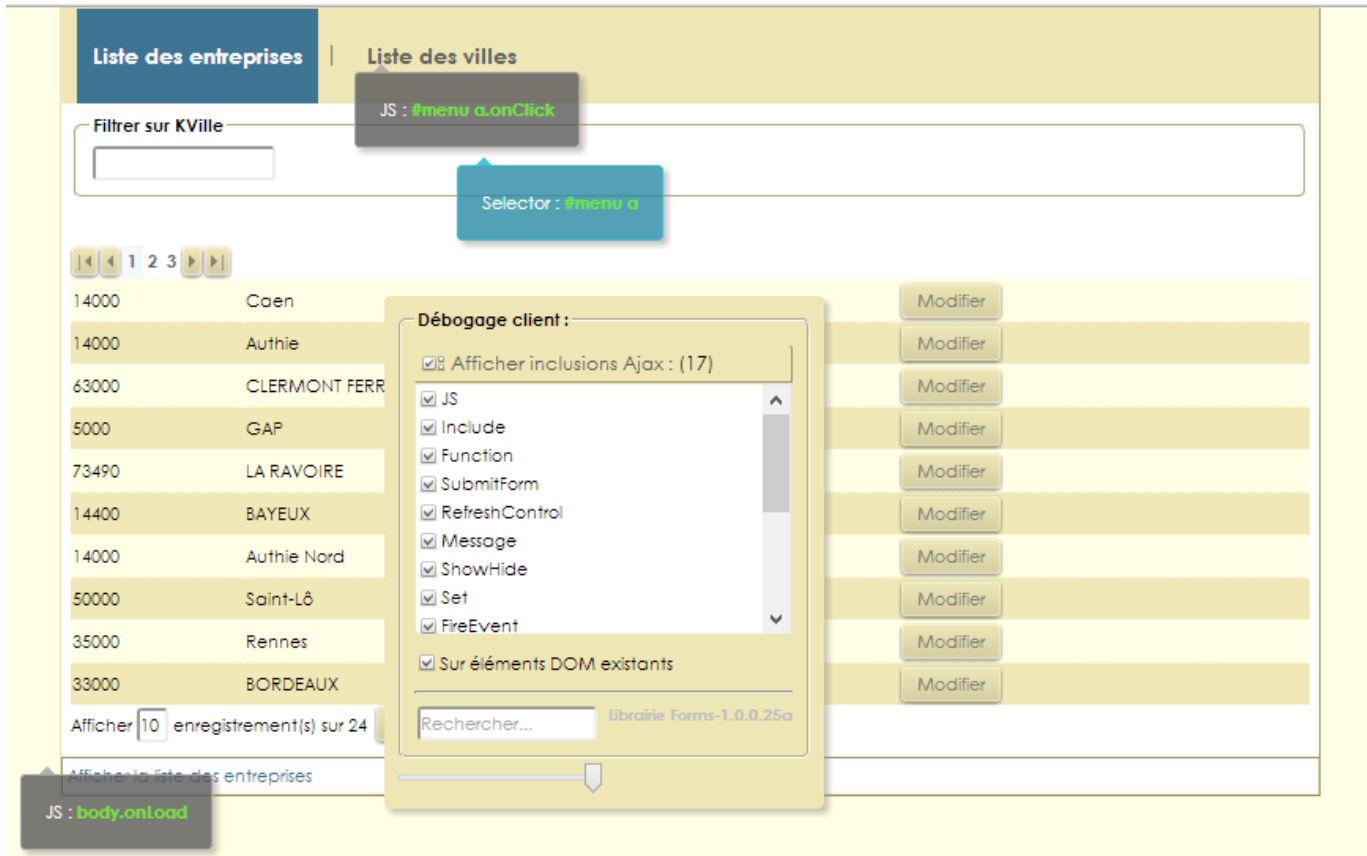 Liste des entreprises | Liste des villes
JS : #menu a.onClick
Filtrer sur KVille
Selector : #menu a
1 2 3
14000 Caen Modifier
14000 Authie Modifier
63000 CLERMONT FERR Modifier
5000 GAP Modifier
73490 LA RAVOIRE Modifier
14400 BAYEUX Modifier
14000 Authie Nord Modifier
50000 Saint-Lô Modifier
35000 Rennes Modifier
33000 BORDEAUX Modifier
Afficher 10 enregistrement(s) sur 24
Débogage client :
Afficher inclusions Ajax : (17)
JS
Include
Function
SubmitForm
RefreshControl
Message
ShowHide
Set
FireEvent
Sur éléments DOM existants
Rechercher... Librairie Forms-1.0.0.25a
Afficher la liste des entreprises
JS : body.onLoad